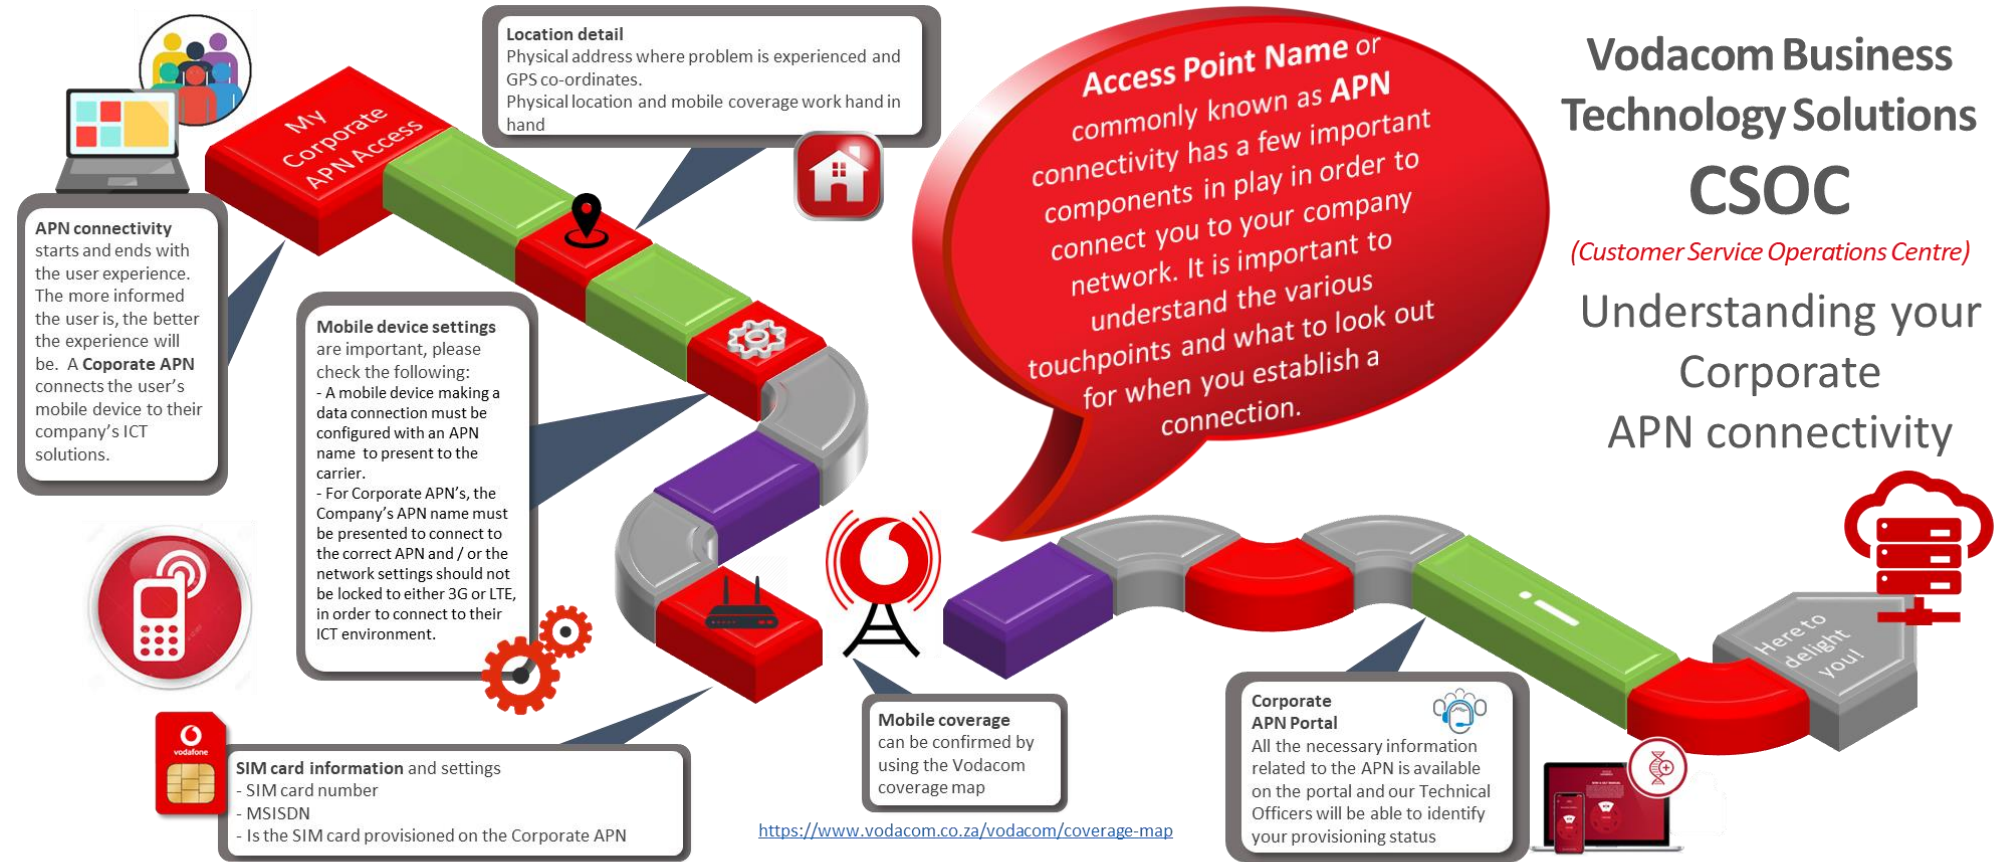 Location detail
Physical address where problem is experienced and
GPS co-ordinates.
Physical location and mobile coverage work hand in
hand
My
Corporate
APN Access
APN connectivity
starts and ends with
the user experience.
The more informed
the user is, the better
the experience will
be. A Coporate APN
connects the user's
mobile device to their
company's ICT
solutions.
Mobile device settings
are important, please
check the following:
- A mobile device making a
data connection must be
configured with an APN
name to present to the
carrier.
- For Corporate APN's, the
Company's APN name must
be presented to connect to
the correct APN and / or the
network settings should not
be locked to either 3G or LTE,
in order to connect to their
ICT environment.
Access Point Name or
commonly known as APN
connectivity has a few important
components in play in order to
connect you to your company
network. It is important to
understand the various
touchpoints and what to look out
for when you establish a
connection.
Vodacom Business
Technology Solutions
CSOC
(Customer Service Operations Centre)
Understanding your
Corporate
APN connectivity
vodafone
SIM card information and settings
- SIM card number
- MSISDN
- Is the SIM card provisioned on the Corporate APN
Mobile coverage
can be confirmed by
using the Vodacom
coverage map
https://www.vodacom.co.za/vodacom/coverage-map
Corporate
APN Portal
All the necessary information
related to the APN is available
on the portal and our Technical
Officers will be able to identify
your provisioning status
Here to
delight
you!